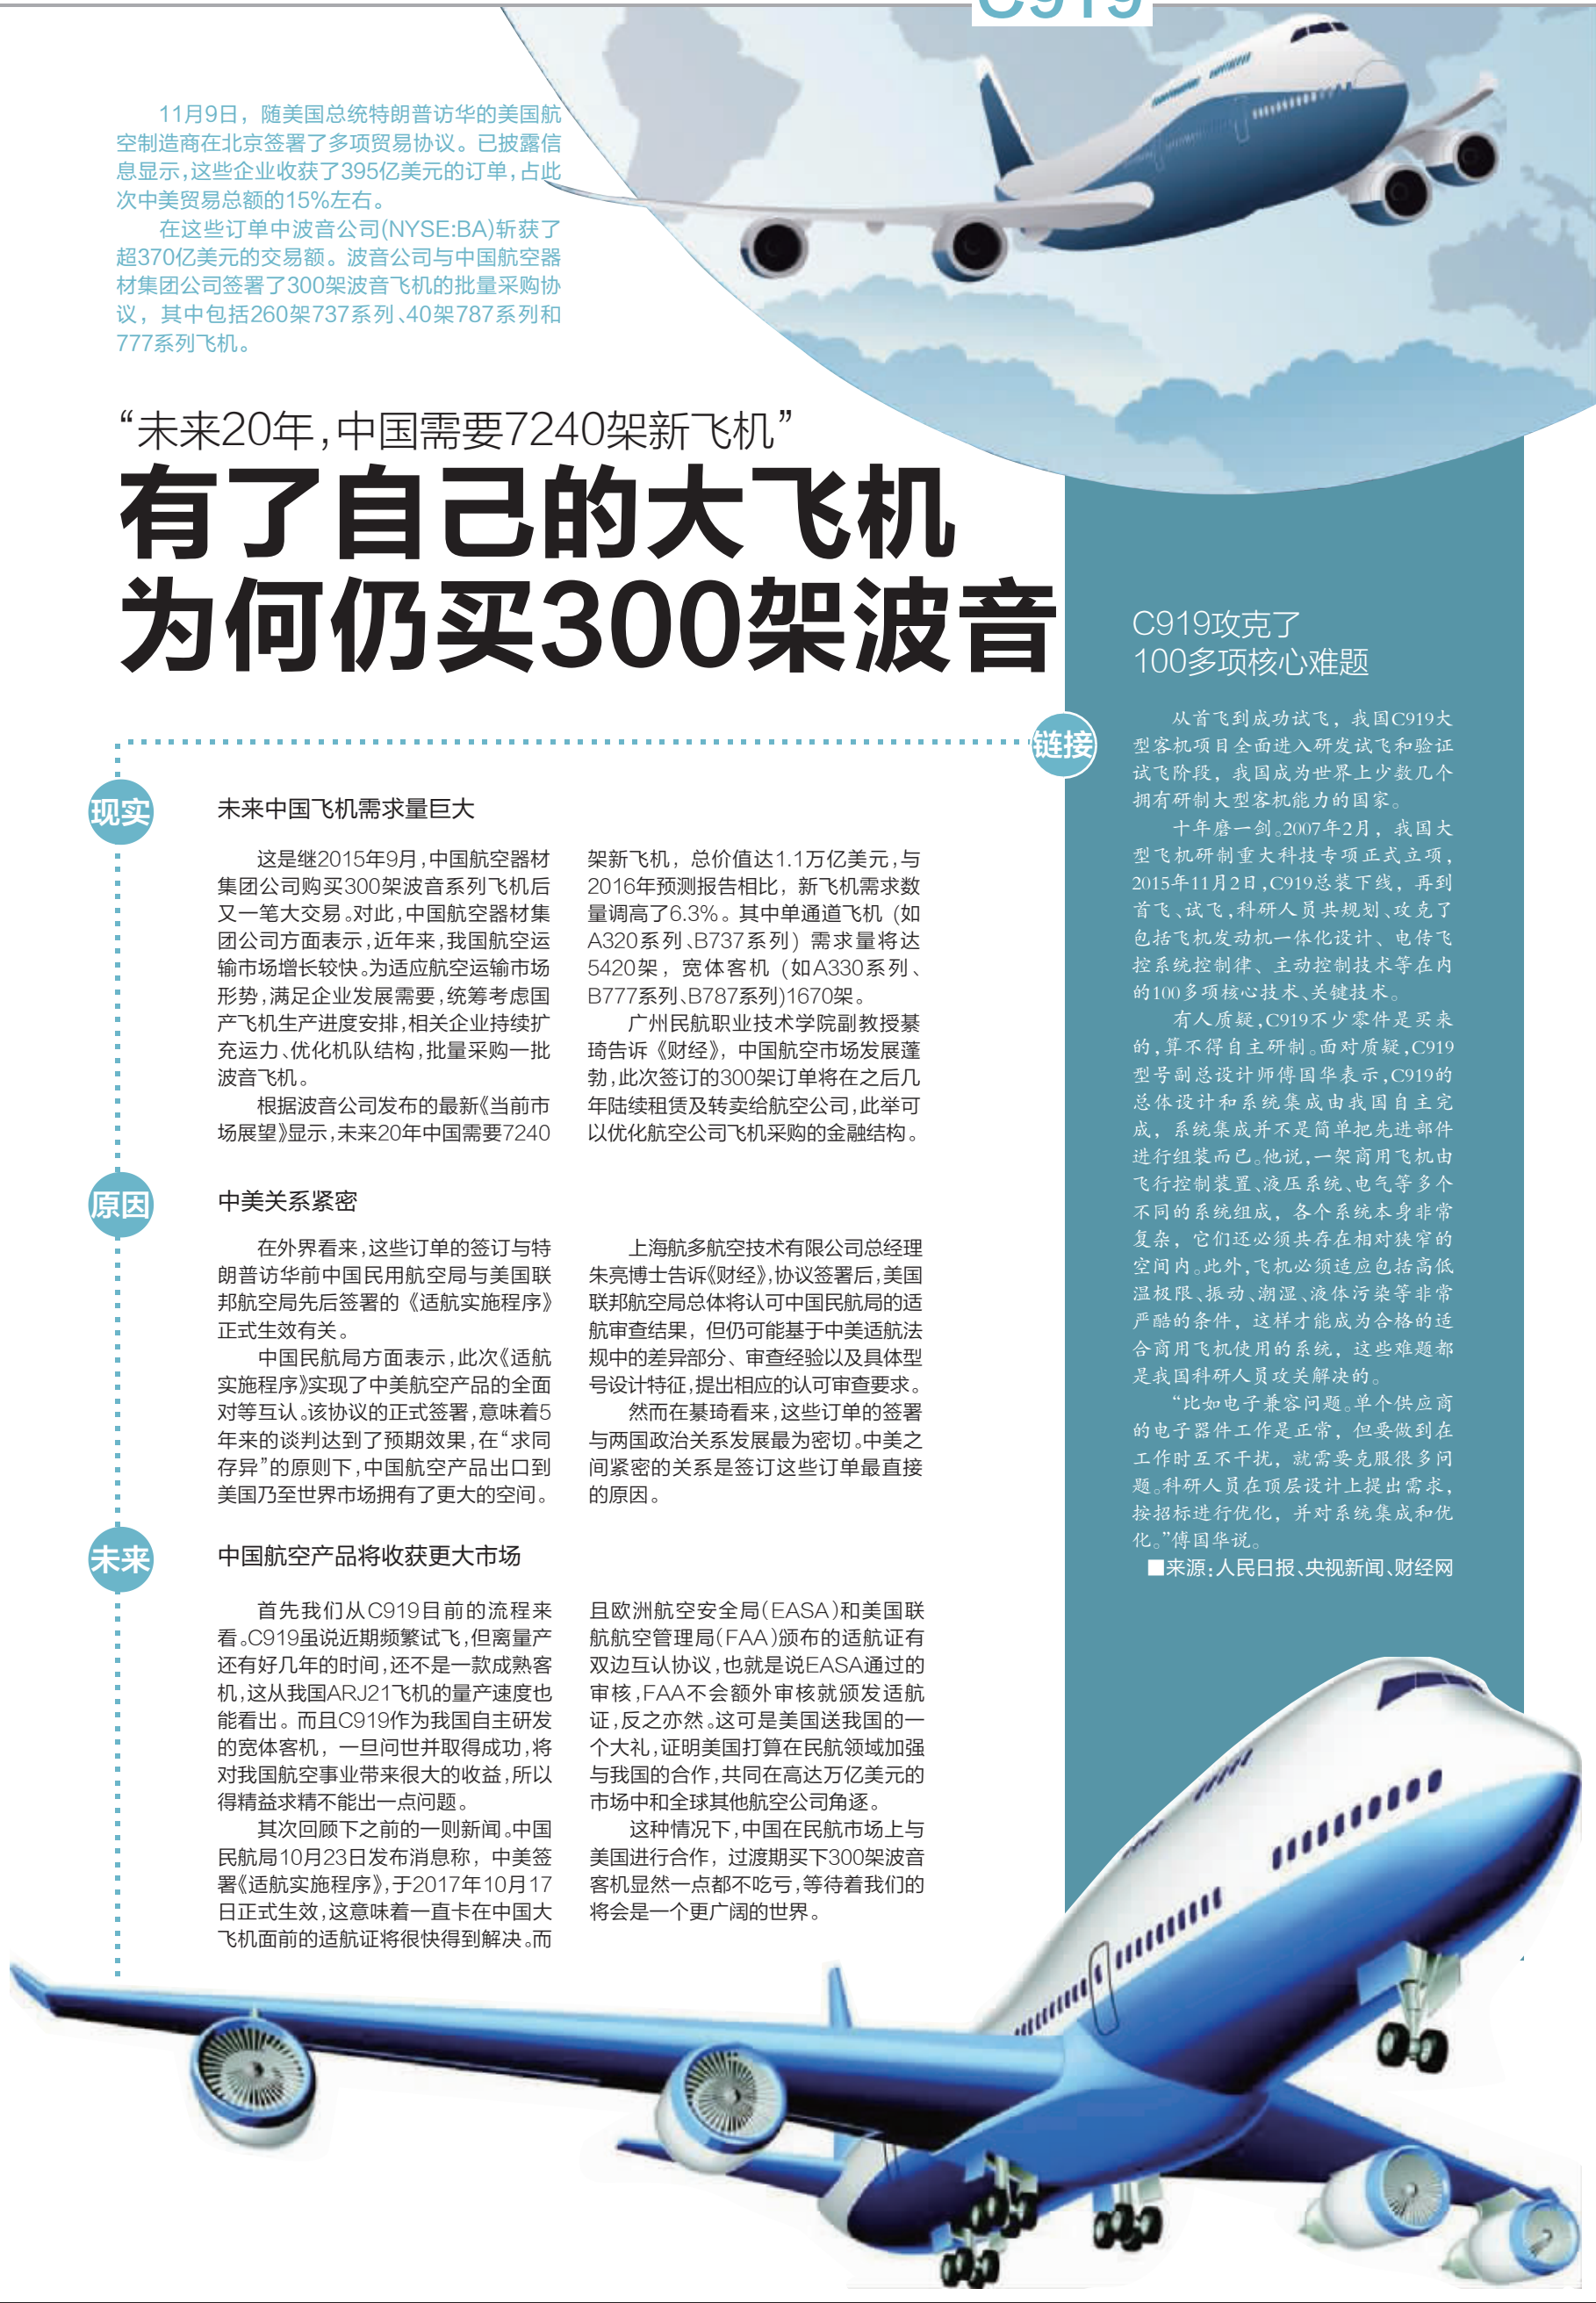 C919
11月9日，随美国总统特朗普访华的美国航
空制造商在北京签署了多项贸易协议。已披露信
息显示，这些企业收获了395亿美元的订单，占此
次中美贸易总额的15%左右。
在这些订单中波音公司(NYSE:BA)斩获了
超370亿美元的交易额。波音公司与中国航空器
材集团公司签署了300架波音飞机的批量采购协
议，其中包括260架737系列、40架787系列和
777系列飞机。
“未来20年，中国需要7240架新飞机”
有了自己的大飞机
为何仍买300架波音
现实
未来中国飞机需求量巨大
这是继2015年9月，中国航空器材
集团公司购买300架波音系列飞机后
又一笔大交易。对此，中国航空器材集
团公司方面表示，近年来，我国航空运
输市场增长较快。为适应航空运输市场
形势，满足企业发展需要，统筹考虑国
产飞机生产进度安排，相关企业持续扩
充运力、优化机队结构，批量采购一批
波音飞机。
根据波音公司发布的最新《当前市
场展望》显示，未来20年中国需要7240
架新飞机，总价值达1.1万亿美元，与
2016年预测报告相比，新飞机需求数
量调高了6.3%。其中单通道飞机（如
A320系列、B737系列）需求量将达
5420架，宽体客机（如A330系列、
B777系列、B787系列)1670架。
广州民航职业技术学院副教授綦
琦告诉《财经》，中国航空市场发展蓬
勃，此次签订的300架订单将在之后几
年陆续租赁及转卖给航空公司，此举可
以优化航空公司飞机采购的金融结构。
原因
中美关系紧密
在外界看来，这些订单的签订与特
朗普访华前中国民用航空局与美国联
邦航空局先后签署的《适航实施程序》
正式生效有关。
中国民航局方面表示，此次《适航
实施程序》实现了中美航空产品的全面
对等互认。该协议的正式签署，意味着5
年来的谈判达到了预期效果，在“求同
存异”的原则下，中国航空产品出口到
美国乃至世界市场拥有了更大的空间。
上海航多航空技术有限公司总经理
朱亮博士告诉《财经》，协议签署后，美国
联邦航空局总体将认可中国民航局的适
航审查结果，但仍可能基于中美适航法
规中的差异部分、审查经验以及具体型
号设计特征，提出相应的认可审查要求。
然而在綦琦看来，这些订单的签署
与两国政治关系发展最为密切。中美之
间紧密的关系是签订这些订单最直接
的原因。
未来
中国航空产品将收获更大市场
首先我们从C919目前的流程来
看。C919虽说近期频繁试飞，但离量产
还有好几年的时间，还不是一款成熟客
机，这从我国ARJ21飞机的量产速度也
能看出。而且C919作为我国自主研发
的宽体客机，一旦问世并取得成功，将
对我国航空事业带来很大的收益，所以
得精益求精不能出一点问题。
其次回顾下之前的一则新闻。中国
民航局10月23日发布消息称，中美签
署《适航实施程序》，于2017年10月17
日正式生效，这意味着一直卡在中国大
飞机面前的适航证将很快得到解决。而
且欧洲航空安全局（EASA）和美国联
航航空管理局（FAA）颁布的适航证有
双边互认协议，也就是说EASA通过的
审核，FAA不会额外审核就颁发适航
证，反之亦然。这可是美国送我国的一
个大礼，证明美国打算在民航领域加强
与我国的合作，共同在高达万亿美元的
市场中和全球其他航空公司角逐。
这种情况下，中国在民航市场上与
美国进行合作，过渡期买下300架波音
客机显然一点都不吃亏，等待着我们的
将会是一个更广阔的世界。
链接
C919攻克了
100多项核心难题
从首飞到成功试飞，我国C919大
型客机项目全面进入研发试飞和验证
试飞阶段，我国成为世界上少数几个
拥有研制大型客机能力的国家。
十年磨一剑。2007年2月，我国大
型飞机研制重大科技专项正式立项，
2015年11月2日，C919总装下线，再到
首飞、试飞，科研人员共规划、攻克了
包括飞机发动机一体化设计、电传飞
控系统控制律、主动控制技术等在内
的100多项核心技术、关键技术。
有人质疑，C919不少零件是买来
的，算不得自主研制。面对质疑，C919
型号副总设计师傅国华表示，C919的
总体设计和系统集成由我国自主完
成，系统集成并不是简单把先进部件
进行组装而已。他说，一架商用飞机由
飞行控制装置、液压系统、电气等多个
不同的系统组成，各个系统本身非常
复杂，它们还必须共存在相对狭窄的
空间内。此外，飞机必须适应包括高低
温极限、振动、潮湿、液体污染等非常
严酷的条件，这样才能成为合格的适
合商用飞机使用的系统，这些难题都
是我国科研人员攻关解决的。
“比如电子兼容问题。单个供应商
的电子器件工作是正常，但要做到在
工作时互不干扰，就需要克服很多问
题。科研人员在顶层设计上提出需求，
按招标进行优化，并对系统集成和优
化。”傅国华说。
■来源：人民日报、央视新闻、财经网